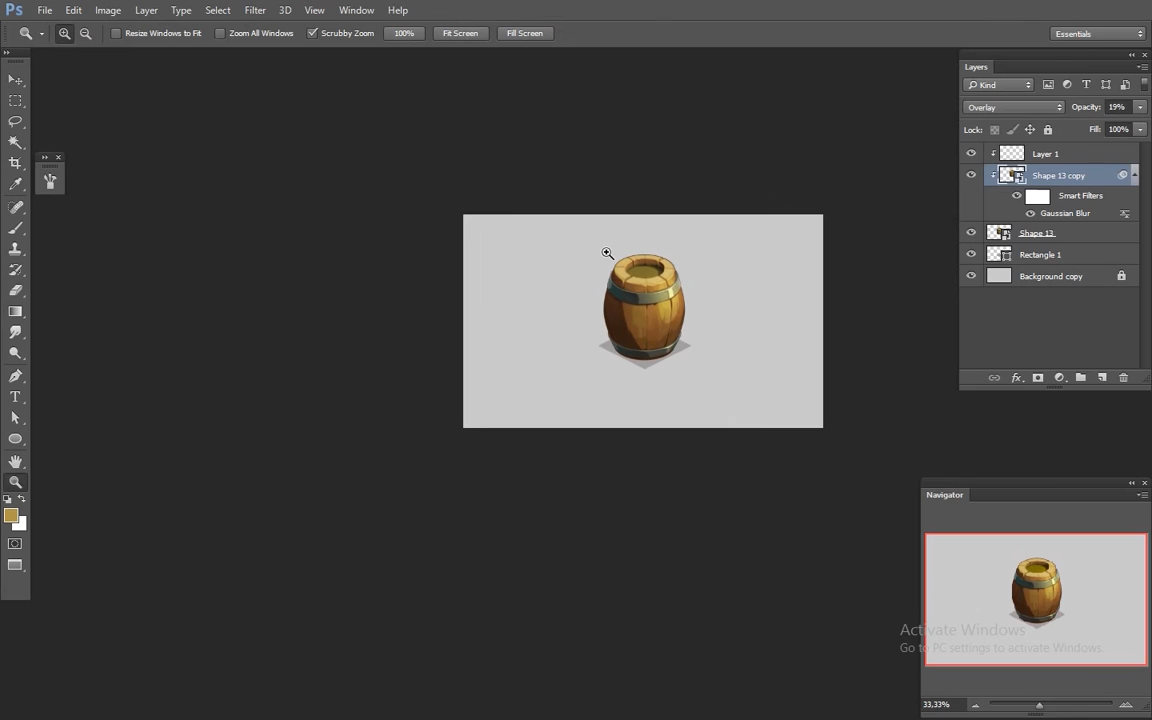 Ps File Edit Image Layer Type Select Filter 3D View Window Help
Resize Windows to Fit Zoom All Windows Scrubby Zoom 100% Fit Screen Fill Screen Essentials
Layers
Kind
Overlay Opacity: 19%
Lock: Fill: 100%
Layer 1
Shape 13 copy
Smart Filters
Gaussian Blur
Shape 13
Rectangle 1
Background copy
Navigator
Activate Windows
Go to PC settings to activate Windows.
33,33%